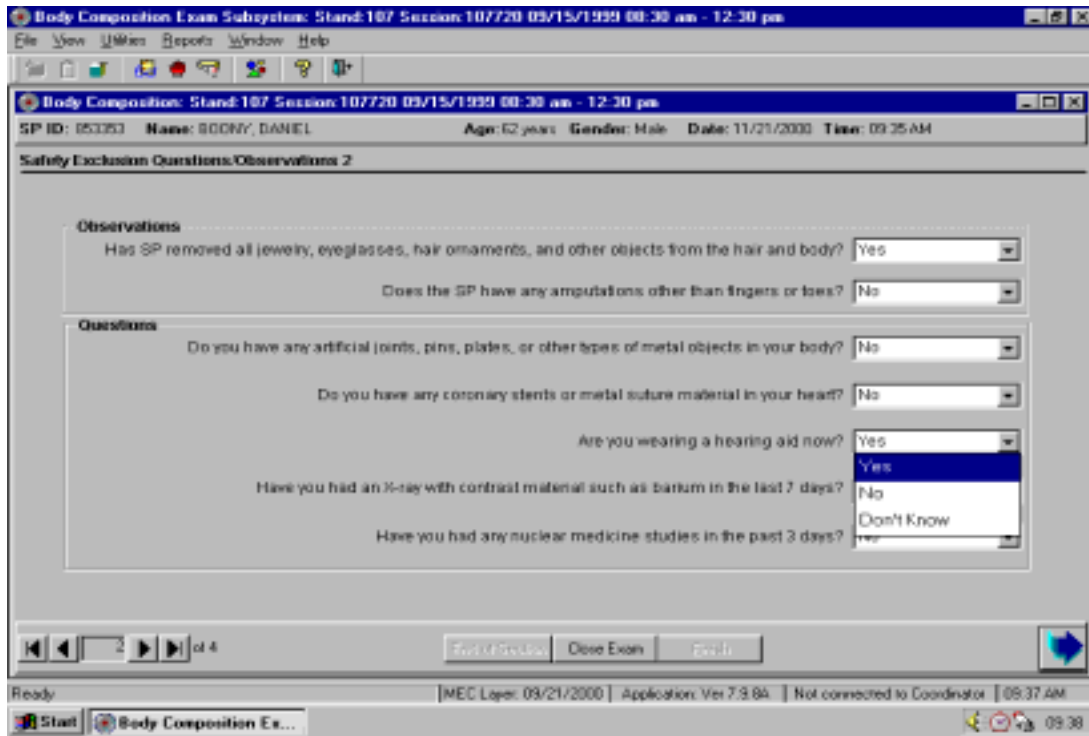 Body Composition Exam Subsystem: Stand:107 Session:107720 09/15/1999 08:30 am - 12:30 pm
File View Utilities Reports Window Help
Body Composition: Stand:107 Session:107720 09/15/1999 08:30 am - 12:30 pm
SP ID: 853353 Name: BOONY, DANIEL Age: 62 years Gender: Male Date: 11/21/2000 Time: 09:35 AM
Safety Exclusion Questions/Observations 2
Observations
Has SP removed all jewelry, eyeglasses, hair ornaments, and other objects from the hair and body? Yes
Does the SP have any amputations other than fingers or toes? No
Questions
Do you have any artificial joints, pins, plates, or other types of metal objects in your body? No
Do you have any coronary stents or metal suture material in your heart? No
Are you wearing a hearing aid now? Yes
Yes
Have you had an X-ray with contrast material such as barium in the last 7 days? No
Don't Know
Have you had any nuclear medicine studies in the past 3 days? No
2 of 4 End of Section Close Exam Finish
Ready MEC Layer: 09/21/2000 Application: Ver 7.9.8A Not connected to Coordinator 09:37 AM
Start Body Composition Ex... 09:38